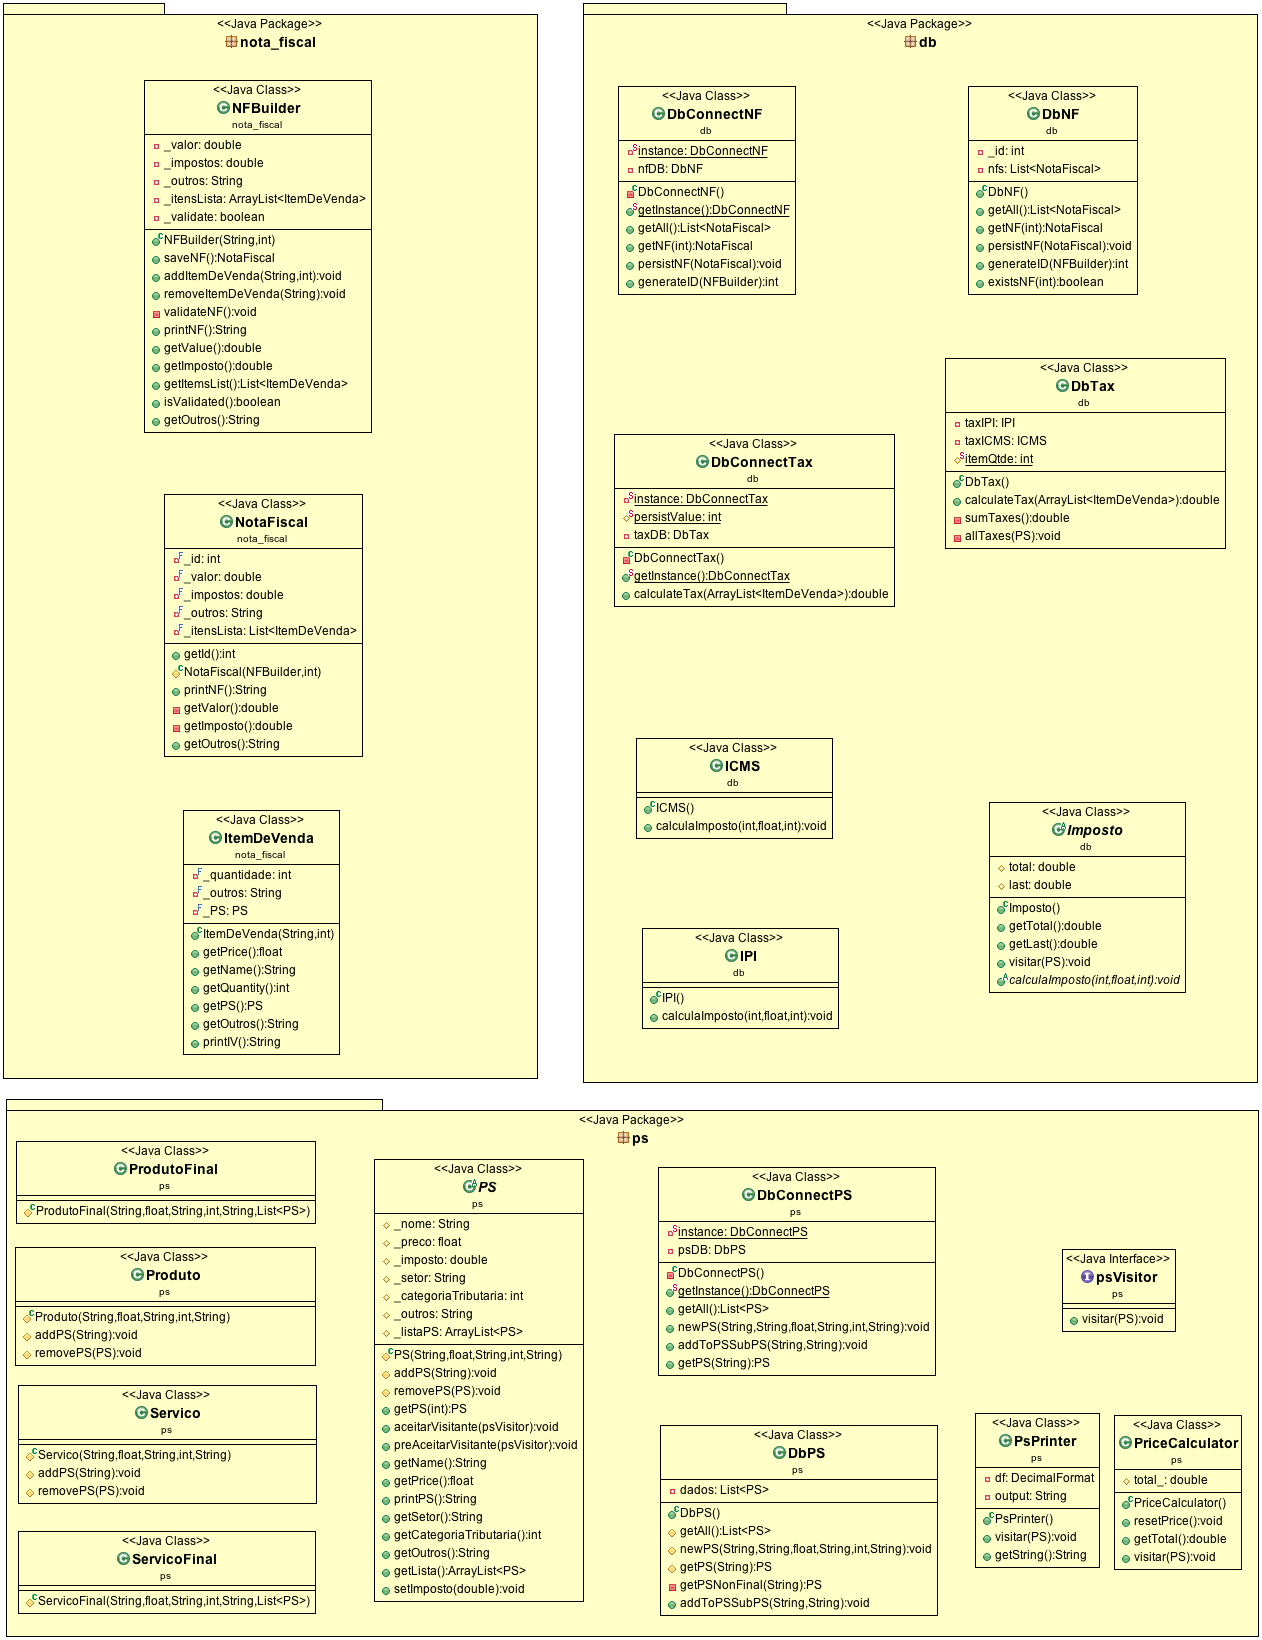 <<Java Package>>
nota_fiscal
<<Java Class>>
NFBuilder
nota_fiscal
_valor: double
_impostos: double
_outros: String
_itensLista: ArrayList<ItemDeVenda>
_validate: boolean
NFBuilder(String,int)
saveNF():NotaFiscal
addItemDeVenda(String,int):void
removeItemDeVenda(String):void
validateNF():void
printNF():String
getValue():double
getImposto():double
getItemsList():List<ItemDeVenda>
isValidated():boolean
getOutros():String
<<Java Class>>
NotaFiscal
nota_fiscal
_id: int
_valor: double
_impostos: double
_outros: String
_itensLista: List<ItemDeVenda>
getId():int
NotaFiscal(NFBuilder,int)
printNF():String
getValor():double
getImposto():double
getOutros():String
<<Java Class>>
ItemDeVenda
nota_fiscal
_quantidade: int
_outros: String
_PS: PS
ItemDeVenda(String,int)
getPrice():float
getName():String
getQuantity():int
getPS():PS
getOutros():String
printIV():String
<<Java Package>>
db
<<Java Class>>
DbConnectNF
db
instance: DbConnectNF
nfDB: DbNF
DbConnectNF()
getInstance():DbConnectNF
getAll():List<NotaFiscal>
getNF(int):NotaFiscal
persistNF(NotaFiscal):void
generateID(NFBuilder):int
<<Java Class>>
DbNF
db
_id: int
nfs: List<NotaFiscal>
DbNF()
getAll():List<NotaFiscal>
getNF(int):NotaFiscal
persistNF(NotaFiscal):void
generateID(NFBuilder):int
existsNF(int):boolean
<<Java Class>>
DbTax
db
taxIPI: IPI
taxICMS: ICMS
itemQtde: int
DbTax()
calculateTax(ArrayList<ItemDeVenda>):double
sumTaxes():double
allTaxes(PS):void
<<Java Class>>
DbConnectTax
db
instance: DbConnectTax
persistValue: int
taxDB: DbTax
DbConnectTax()
getInstance():DbConnectTax
calculateTax(ArrayList<ItemDeVenda>):double
<<Java Class>>
ICMS
db
ICMS()
calculaImposto(int,float,int):void
<<Java Class>>
Imposto
db
total: double
last: double
Imposto()
getTotal():double
getLast():double
visitar(PS):void
calculaImposto(int,float,int):void
<<Java Class>>
IPI
db
IPI()
calculaImposto(int,float,int):void
<<Java Package>>
ps
<<Java Class>>
ProdutoFinal
ps
ProdutoFinal(String,float,String,int,String,List<PS>)
<<Java Class>>
Produto
ps
Produto(String,float,String,int,String)
addPS(String):void
removePS(PS):void
<<Java Class>>
Servico
ps
Servico(String,float,String,int,String)
addPS(String):void
removePS(PS):void
<<Java Class>>
ServicoFinal
ps
ServicoFinal(String,float,String,int,String,List<PS>)
<<Java Class>>
PS
ps
_nome: String
_preco: float
_imposto: double
_setor: String
_categoriaTributaria: int
_outros: String
_listaPS: ArrayList<PS>
PS(String,float,String,int,String)
addPS(String):void
removePS(PS):void
getPS(int):PS
aceitarVisitante(psVisitor):void
preAceitarVisitante(psVisitor):void
getName():String
getPrice():float
printPS():String
getSetor():String
getCategoriaTributaria():int
getOutros():String
getLista():ArrayList<PS>
setImposto(double):void
<<Java Class>>
DbConnectPS
ps
instance: DbConnectPS
psDB: DbPS
DbConnectPS()
getInstance():DbConnectPS
getAll():List<PS>
newPS(String,String,float,String,int,String):void
addToPSSubPS(String,String):void
getPS(String):PS
<<Java Class>>
DbPS
ps
dados: List<PS>
DbPS()
getAll():List<PS>
newPS(String,String,float,String,int,String):void
getPS(String):PS
getPSNonFinal(String):PS
addToPSSubPS(String,String):void
<<Java Interface>>
psVisitor
ps
visitar(PS):void
<<Java Class>>
PsPrinter
ps
df: DecimalFormat
output: String
PsPrinter()
visitar(PS):void
getString():String
<<Java Class>>
PriceCalculator
ps
total_: double
PriceCalculator()
resetPrice():void
getTotal():double
visitar(PS):void